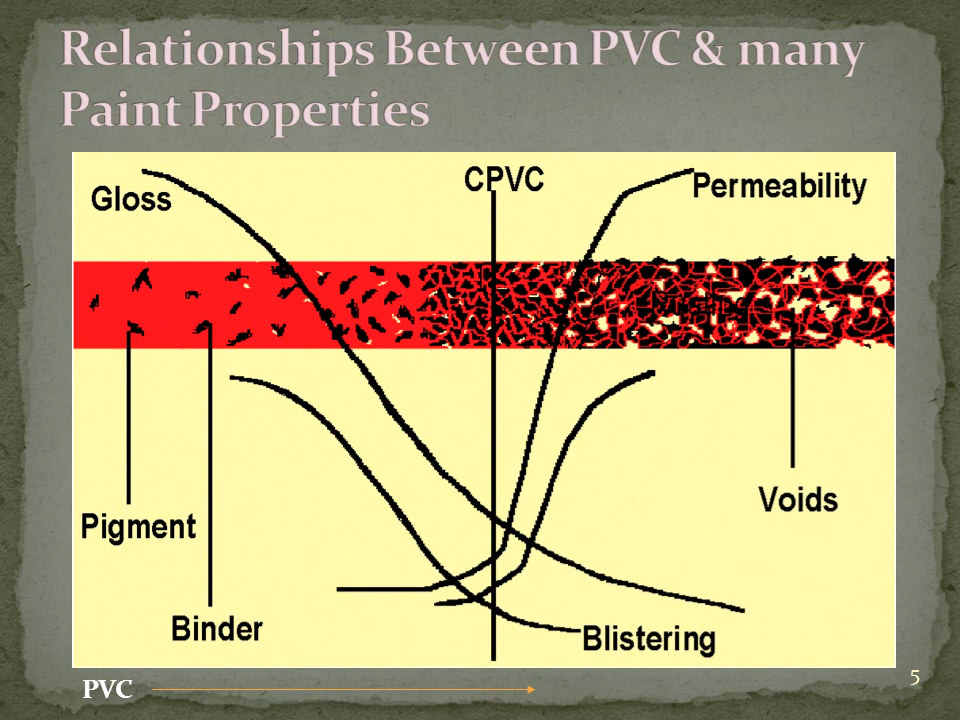 Relationships Between PVC & many
Paint Properties
CPVC
Permeability
Gloss
Voids
Pigment
Binder
Blistering
PVC
5